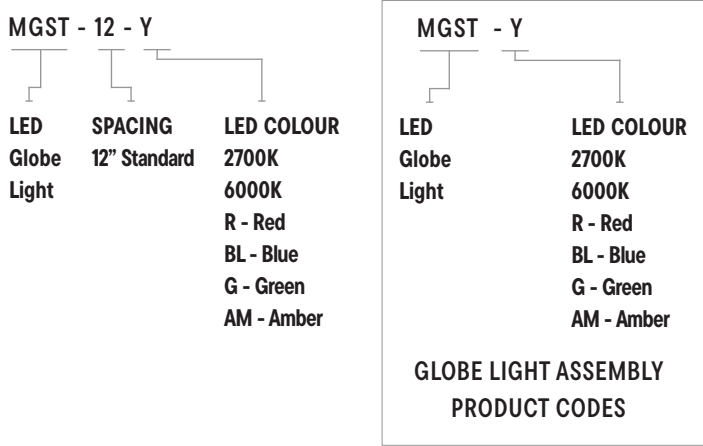 MGST - 12 - Y
LED SPACING LED COLOUR
Globe 12” Standard 2700K
Light 6000K
R - Red
BL - Blue
G - Green
AM - Amber
MGST - Y
LED LED COLOUR
Globe 2700K
Light 6000K
R - Red
BL - Blue
G - Green
AM - Amber
GLOBE LIGHT ASSEMBLY
PRODUCT CODES